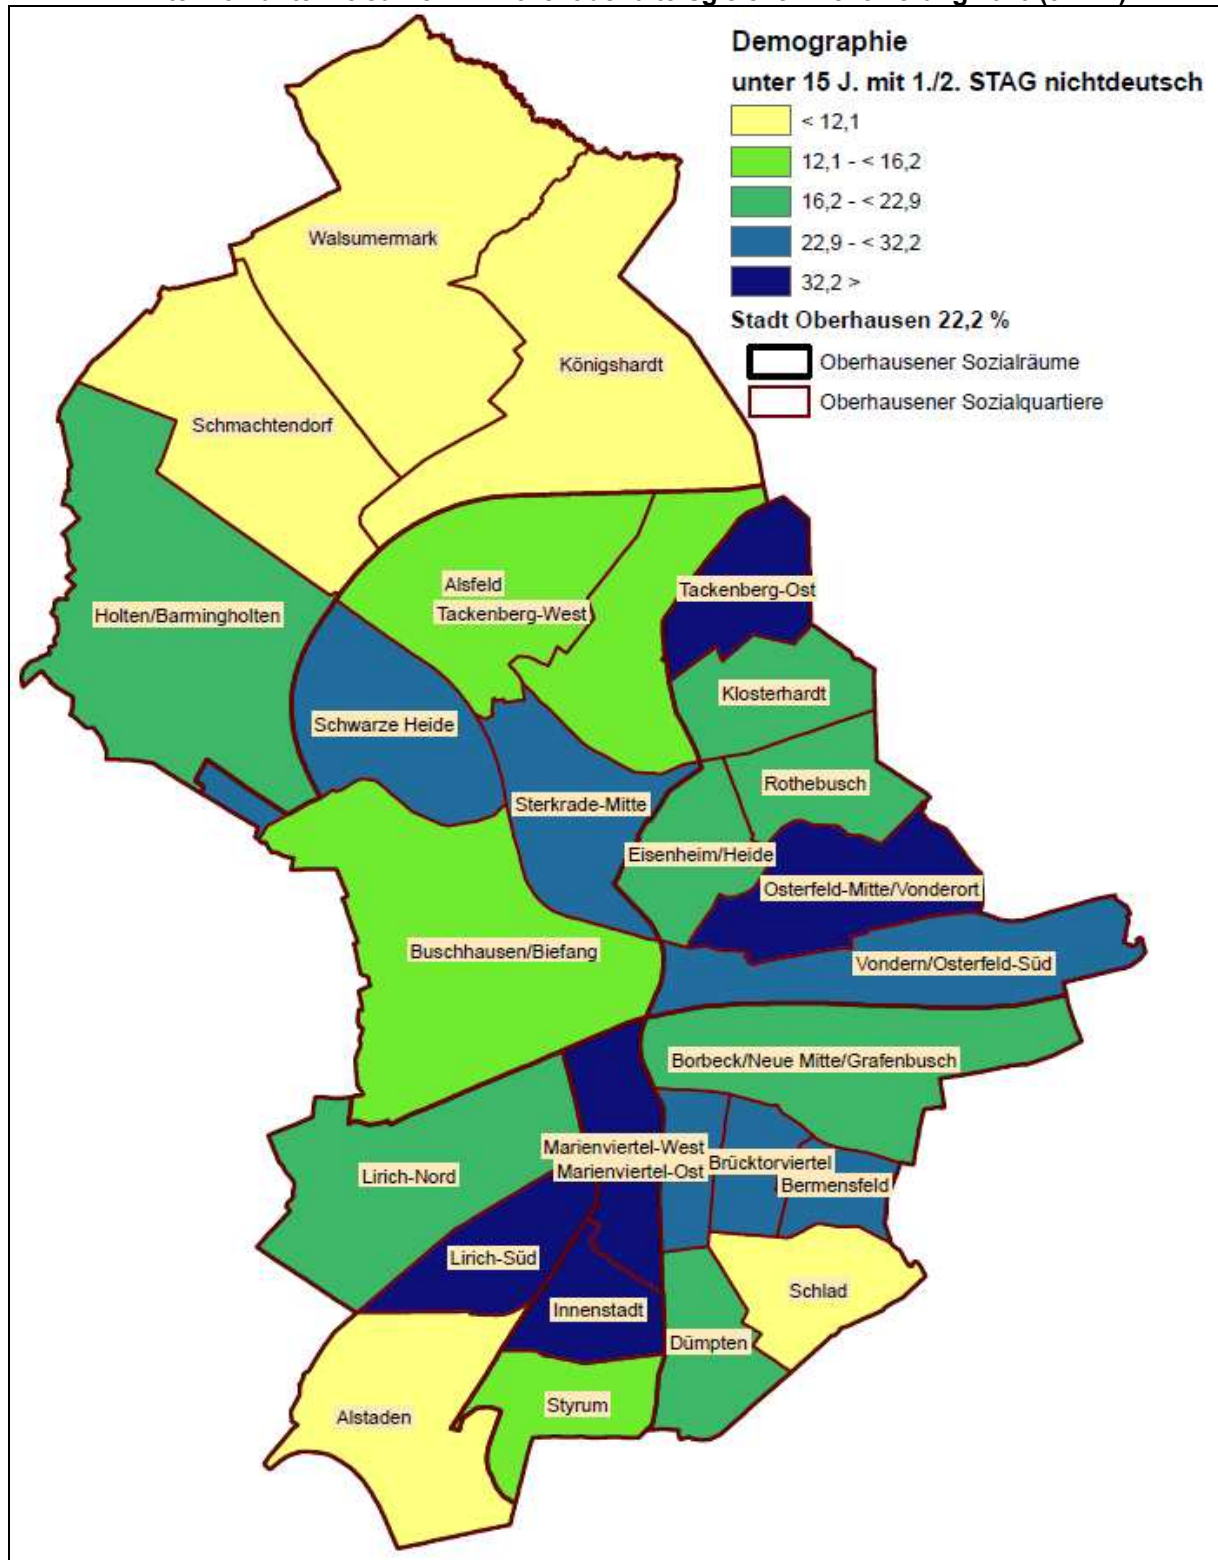 Demographie
unter 15 J. mit 1./2. STAG nichtdeutsch
< 12,1
12,1 - < 16,2
16,2 - < 22,9
22,9 - < 32,2
32,2 >
Stadt Oberhausen 22,2 %
Oberhausener Sozialräume
Oberhausener Sozialquartiere
Walsumermark
Königshardt
Schmachtendorf
Alsfeld
Tackenberg-Ost
Holten/Barmingholten
Tackenberg-West
Klosterhardt
Schwarze Heide
Rothebusch
Sterkrade-Mitte
Eisenheim/Heide
Osterfeld-Mitte/Vonderort
Buschhausen/Biefang
Vondern/Osterfeld-Süd
Borbeck/Neue Mitte/Grafenbusch
Marienviertel-West
Brücktorviertel
Marienviertel-Ost
Lirich-Nord
Bermensfeld
Lirich-Süd
Schlad
Innenstadt
Dümpten
Styrum
Alstaden